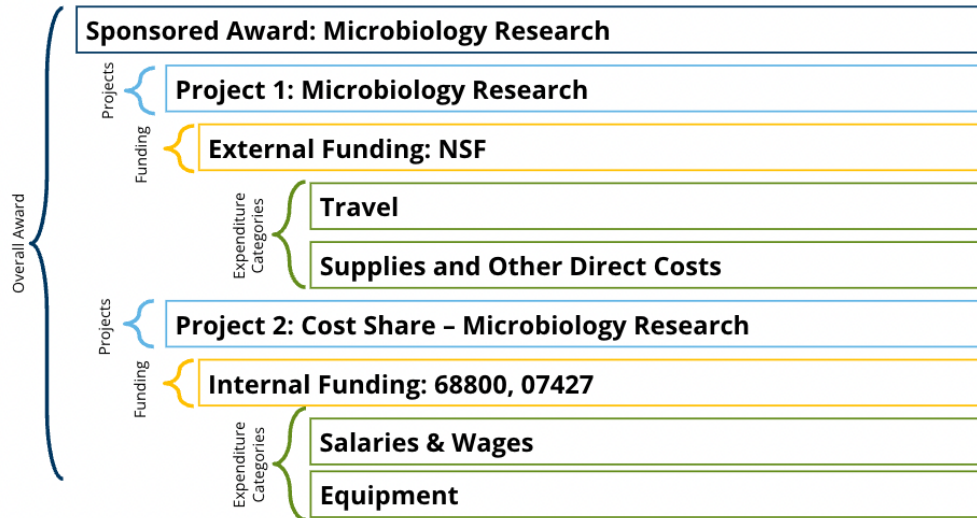 Sponsored Award: Microbiology Research
Projects
Project 1: Microbiology Research
Funding
External Funding: NSF
Overall Award
Expenditure
Categories
Travel
Supplies and Other Direct Costs
Projects
Project 2: Cost Share – Microbiology Research
Funding
Internal Funding: 68800, 07427
Expenditure
Categories
Salaries & Wages
Equipment